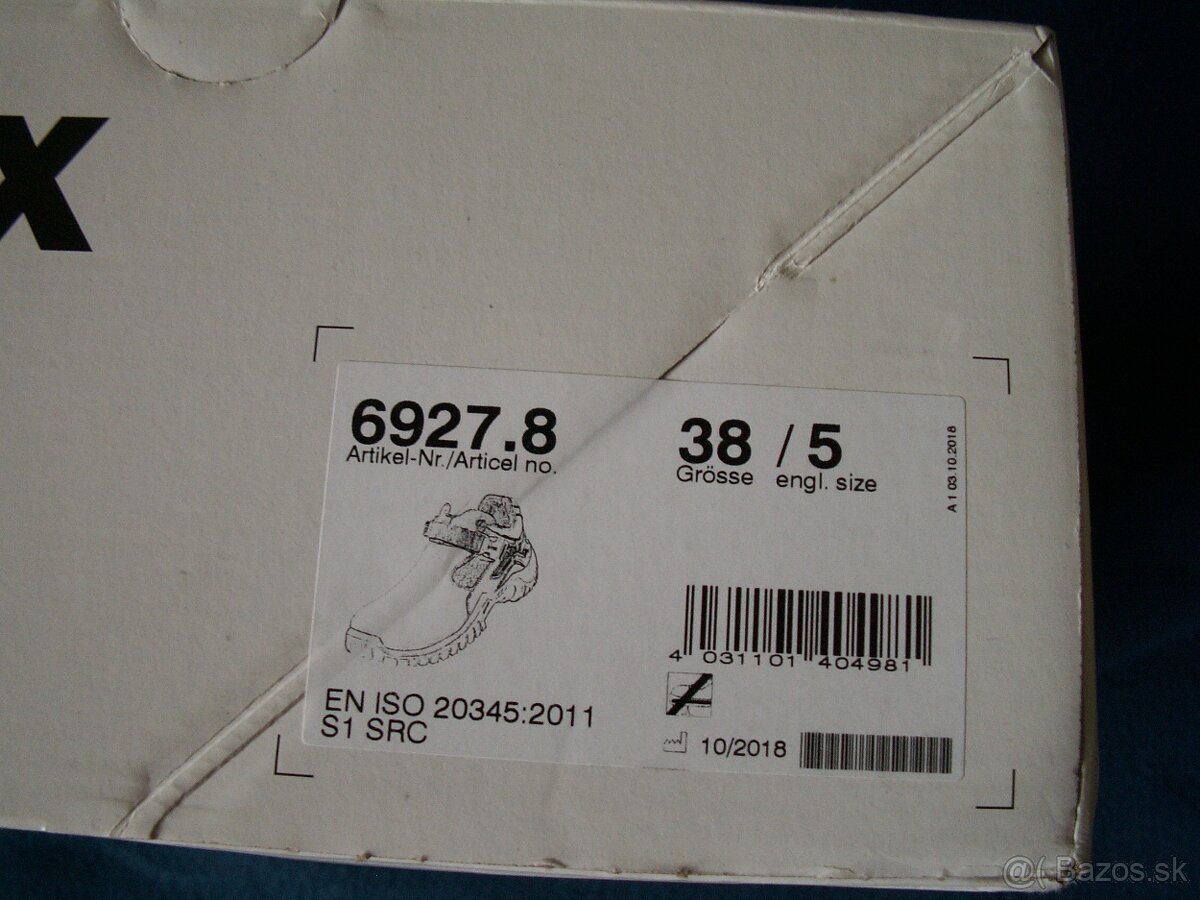 x
6927.8
Artikel-Nr./Articel no.
38 / 5
Grösse engl. size
A 1 03.10.2018
4 031101 404981
EN ISO 20345:2011
S1 SRC
10/2018
@( Bazos.sk